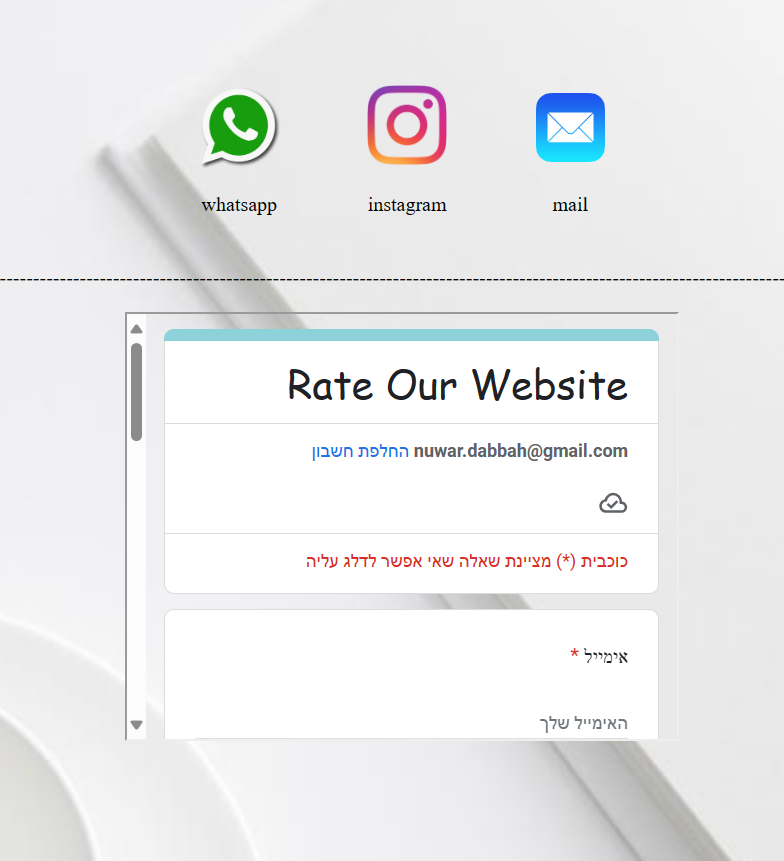 whatsapp instagram mail
Rate Our Website
nuwar.dabbah@gmail.com החלפת חשבון
כוכבית (*) מציינת שאלה שאי אפשר לדלג עליה
אימייל *
האימייל שלך